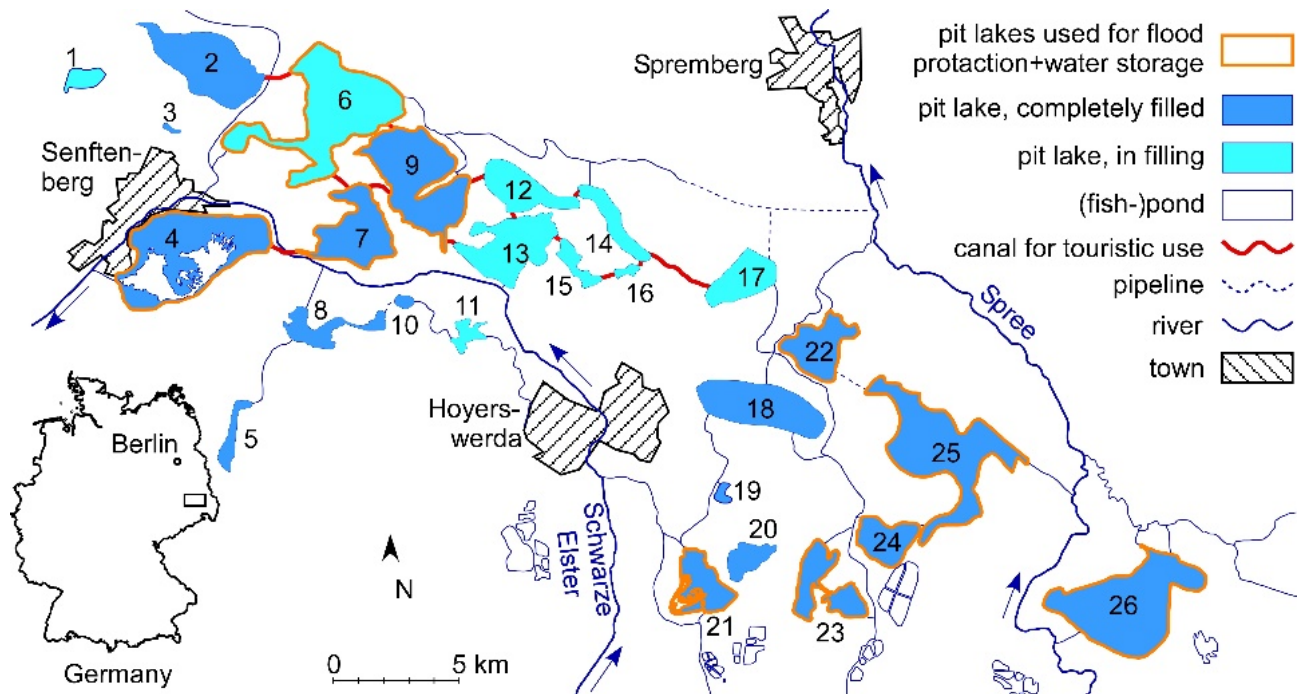 1
2
3
Senften-
berg
4
5
6
7
8
9
10
11
12
13
14
15
16
17
18
19
20
21
22
23
24
25
26
Spremberg
Hoyers-
werda
Schwarze
Elster
Spree
Berlin
Germany
N
0 5 km
pit lakes used for flood
protaction+water storage
pit lake, completely filled
pit lake, in filling
(fish-)pond
canal for touristic use
pipeline
river
town